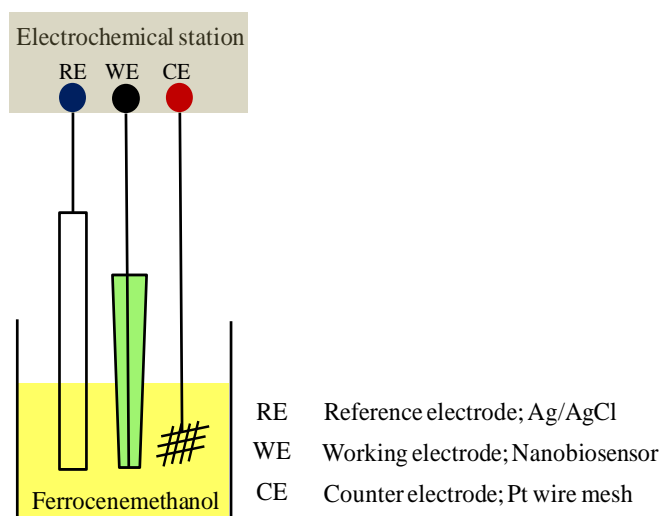 Electrochemical station
RE WE CE
RE Reference electrode; Ag/AgCl
WE Working electrode; Nanobiosensor
CE Counter electrode; Pt wire mesh
Ferrocenemethanol